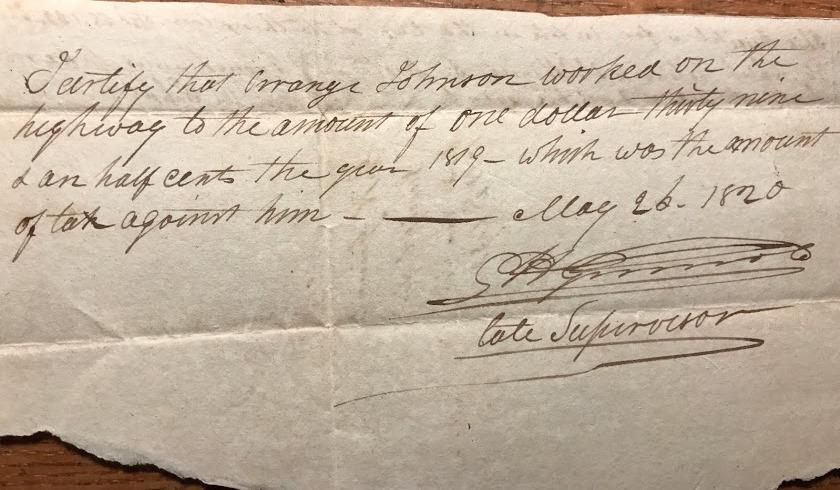 I certify that Orrange Johnson worked on the
highway to the amount of one dollar thirty nine
& an half cents the year 1819 - which was the amount
of tax against him - — May 26. 1820
late Supervisor